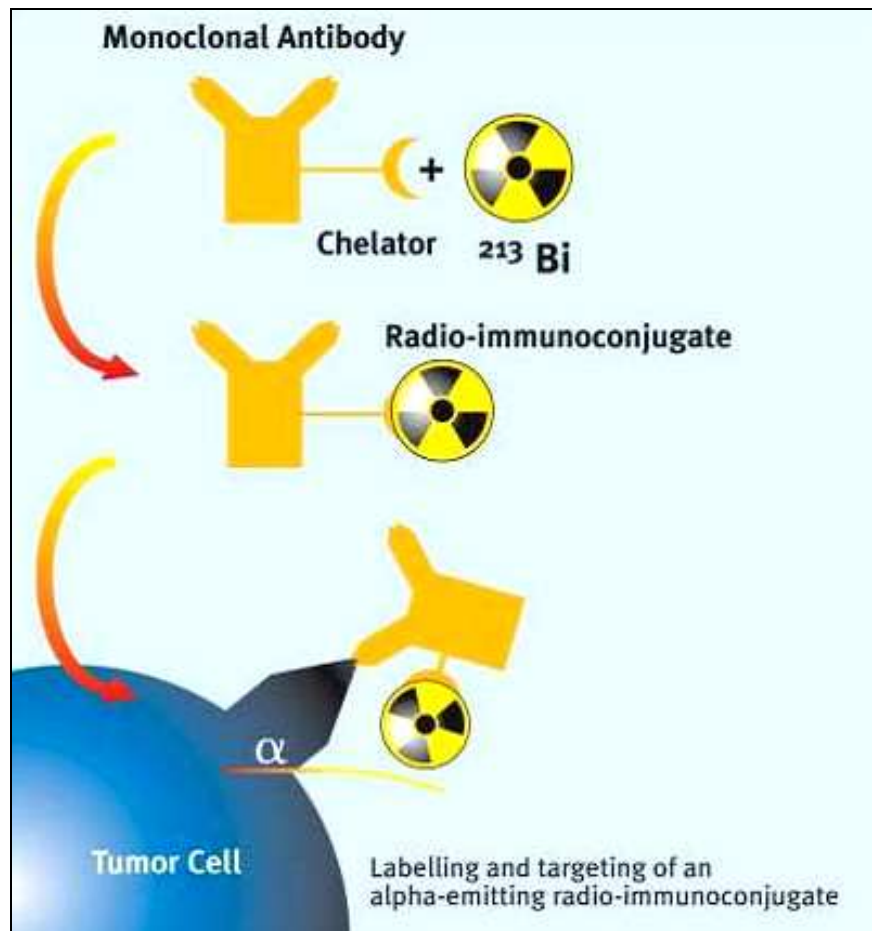 Monoclonal Antibody
+
Chelator
²¹³ Bi
Radio-immunoconjugate
α
Tumor Cell
Labelling and targeting of an
alpha-emitting radio-immunoconjugate